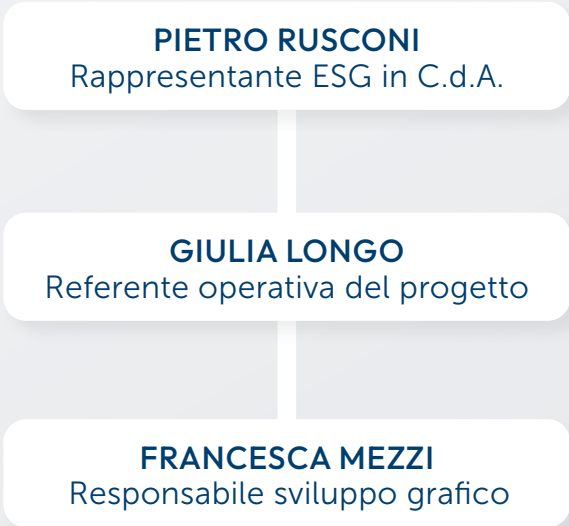 PIETRO RUSCONI
Rappresentante ESG in C.d.A.
GIULIA LONGO
Referente operativa del progetto
FRANCESCA MEZZI
Responsabile sviluppo grafico